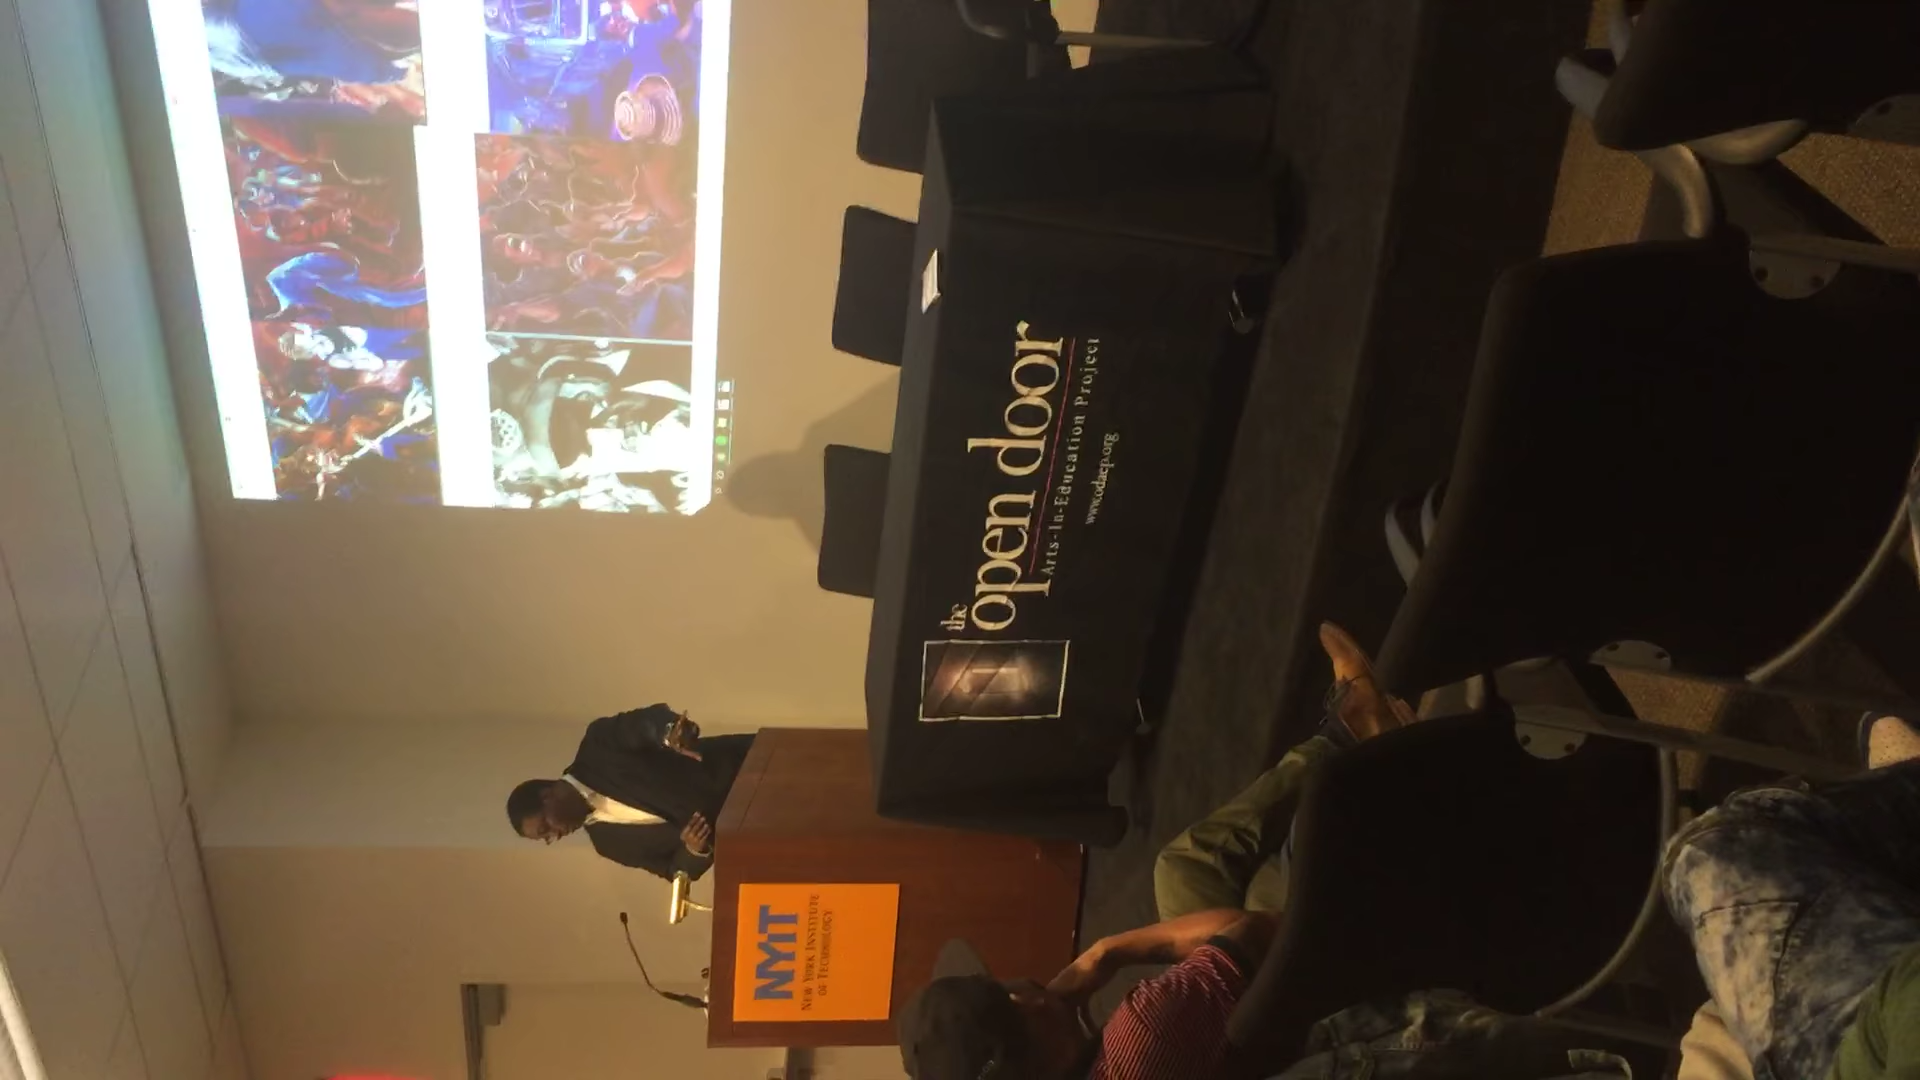 the
open door
Arts-In-Education Project
www.odaep.org
NYIT
NEW YORK INSTITUTE
OF TECHNOLOGY